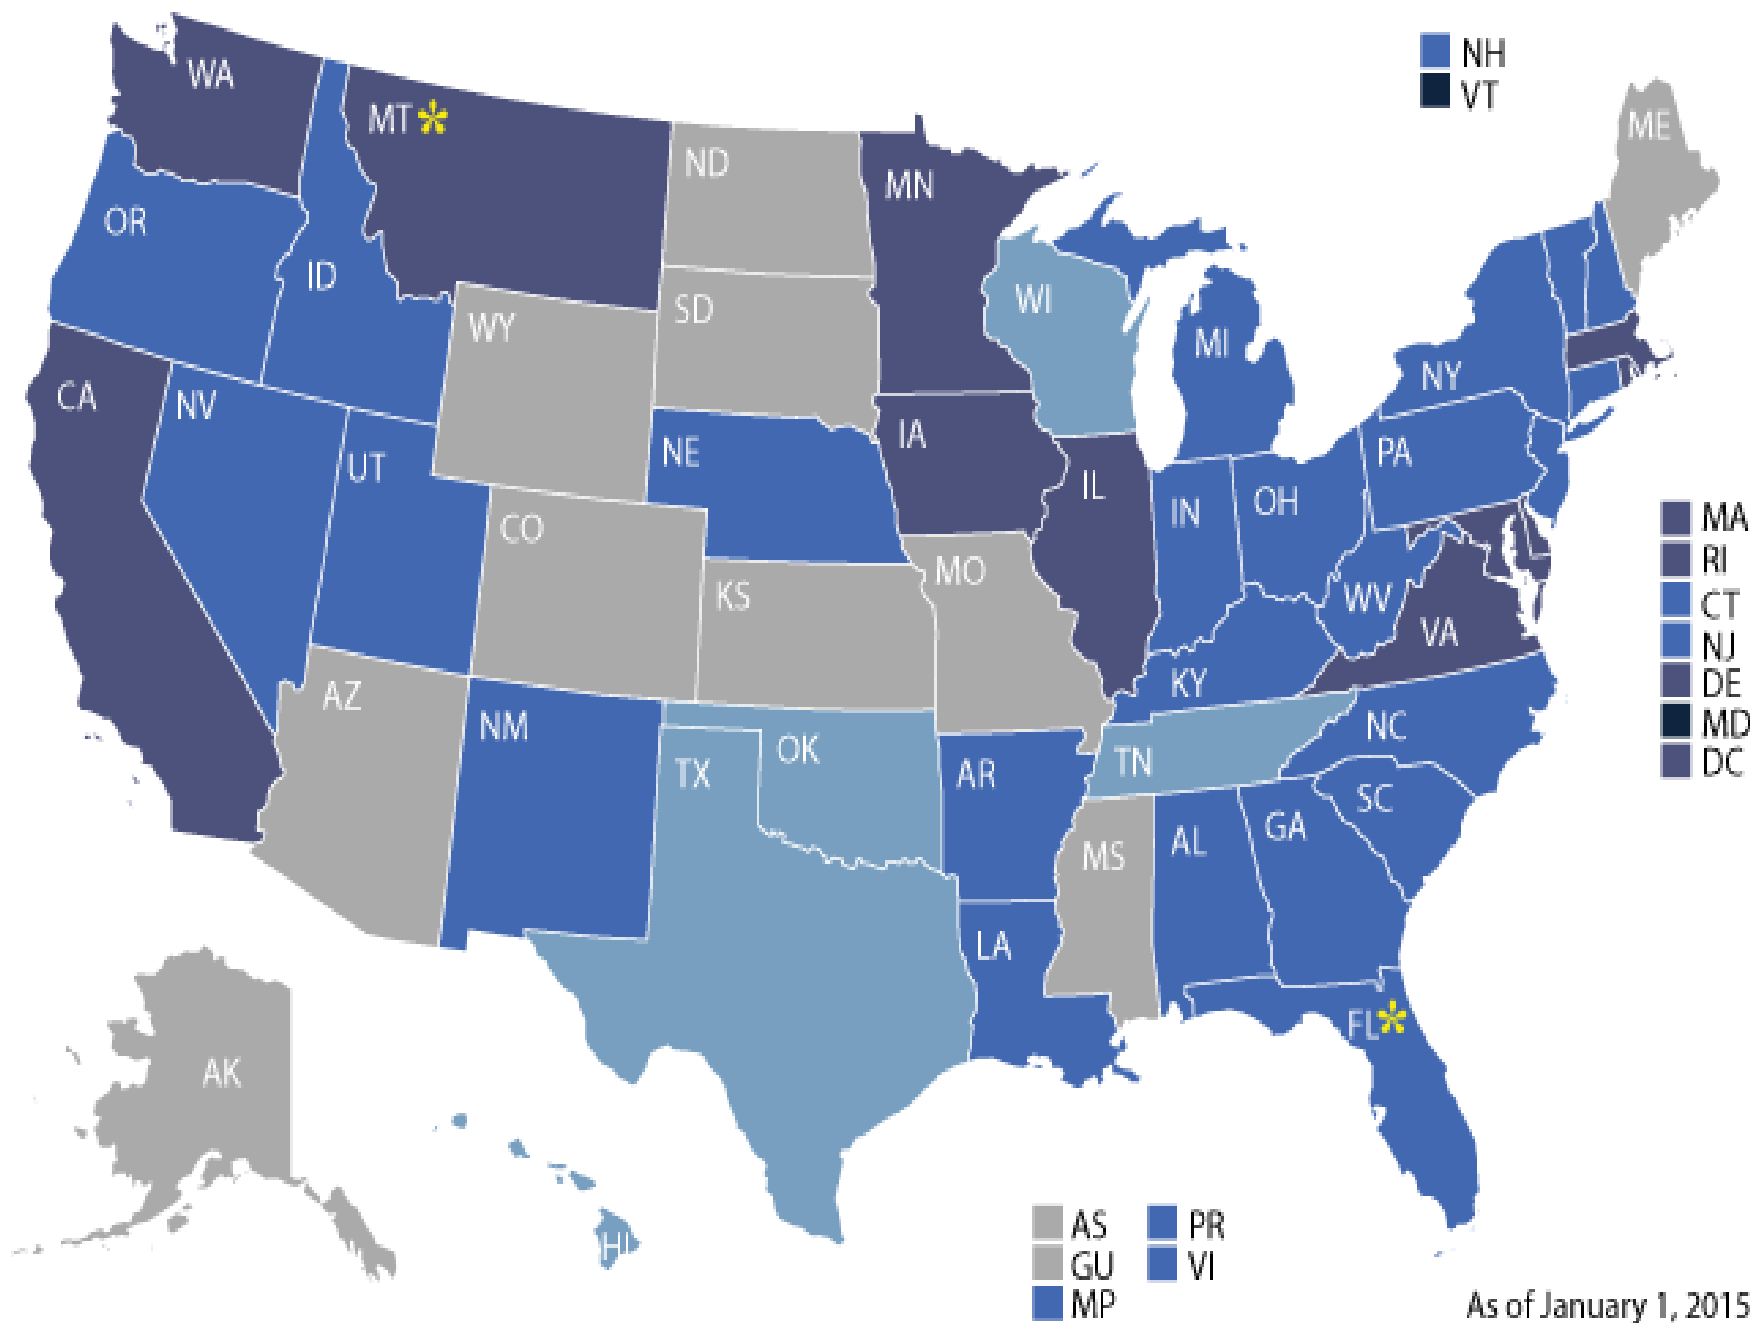 NH
VT
WA
MT*
ND
MN
ME
OR
ID
WY
SD
WI
MI
NY
CA
NV
UT
NE
IA
IL
IN
OH
PA
CO
KS
MO
WV
VA
KY
MA
RI
CT
NJ
DE
MD
DC
AZ
NM
TX
OK
AR
TN
NC
SC
MS
AL
GA
LA
FL*
AK
HI
AS
GU
MP
PR
VI
As of January 1, 2015